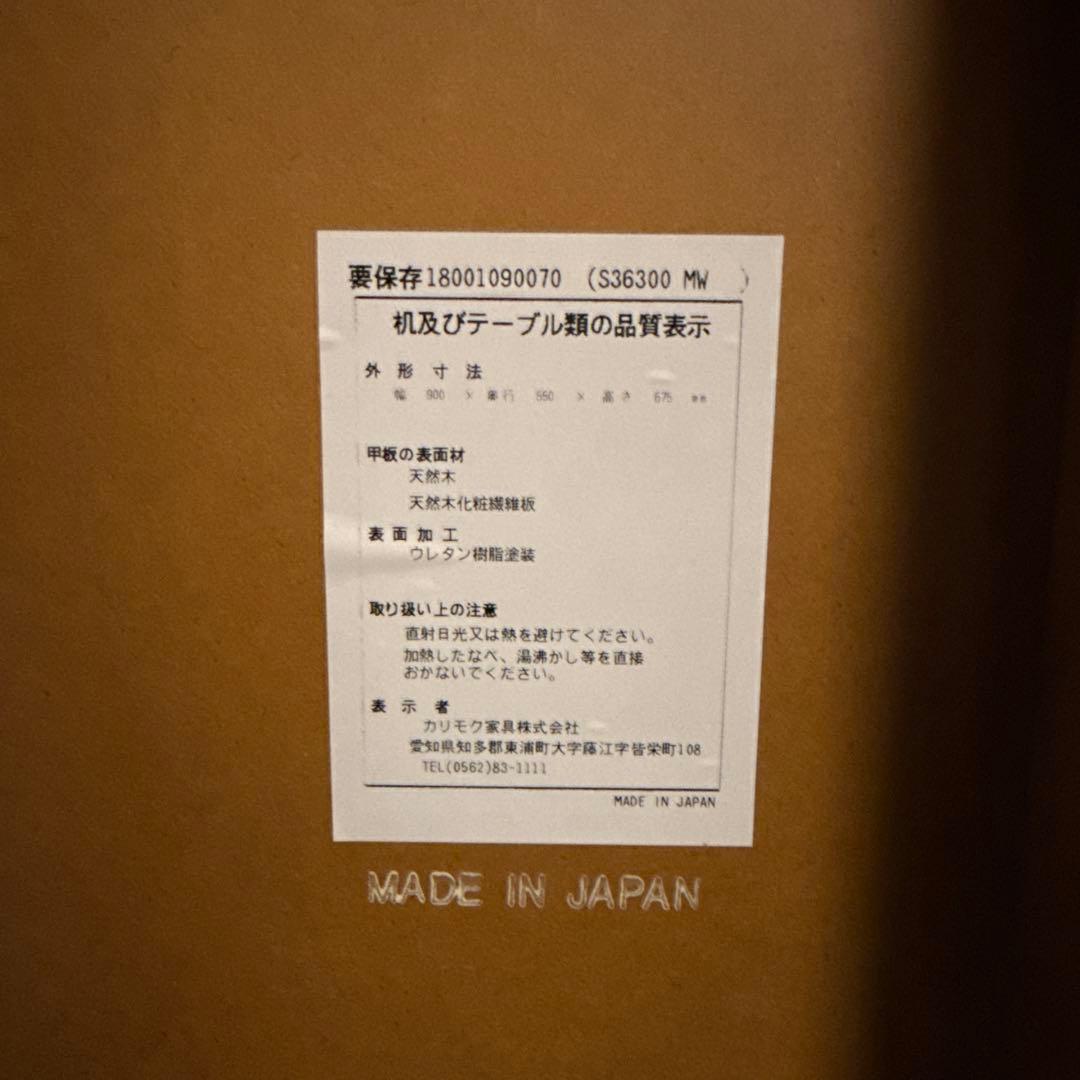 要保存18001090070 (S36300 MW )
机及びテーブル類の品質表示
外形寸法
幅 900 × 奥行 550 × 高さ 675 mm
甲板の表面材
天然木
天然木化粧繊維板
表面加工
ウレタン樹脂塗装
取り扱い上の注意
直射日光又は熱を避けてください。
加熱したなべ、湯沸かし等を直接
おかないでください。
表示者
カリモク家具株式会社
愛知県知多郡東浦町大字藤江字皆栄町108
TEL(0562)83-1111
MADE IN JAPAN
MADE IN JAPAN